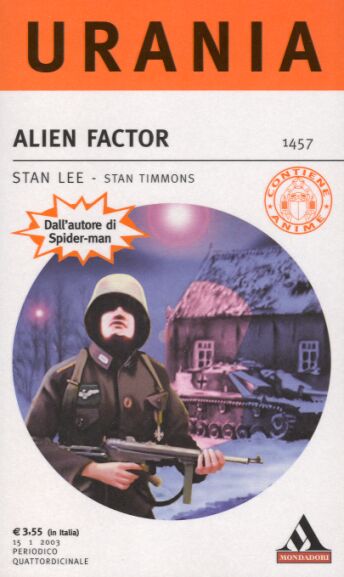 URANIA
ALIEN FACTOR 1457
STAN LEE - STAN TIMMONS
CONTIENE ANIME
Dall'autore di
Spider-man
€ 3,55 (in Italia)
15 1 2003
PERIODICO
QUATTORDICINALE
MONDADORI